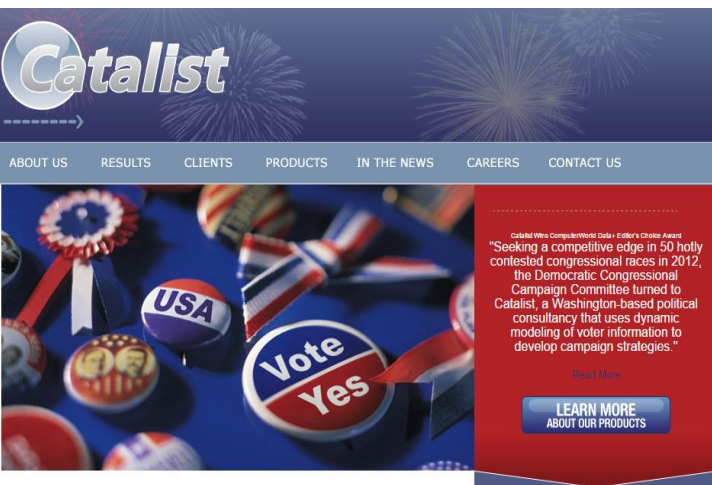 Catalist
ABOUT US RESULTS CLIENTS PRODUCTS IN THE NEWS CAREERS CONTACT US
USA
Vote
Yes
Catalist Wins ComputerWorld Data+ Editor's Choice Award
"Seeking a competitive edge in 50 hotly
contested congressional races in 2012,
the Democratic Congressional
Campaign Committee turned to
Catalist, a Washington-based political
consultancy that uses dynamic
modeling of voter information to
develop campaign strategies."
Read More
LEARN MORE
ABOUT OUR PRODUCTS